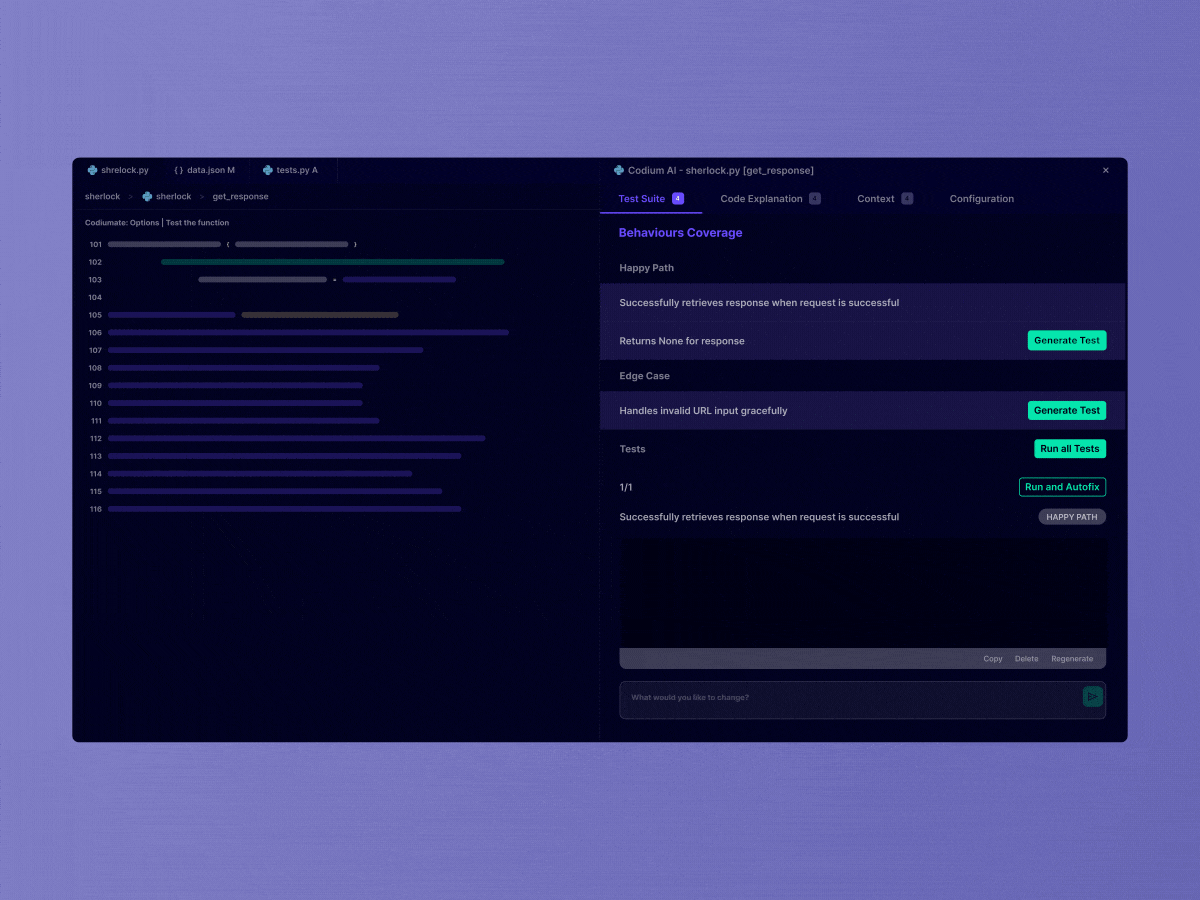 shrelock.py {} data.json M tests.py A
sherlock > sherlock > get_response
Codiumate: Options | Test the function
101 { }
102
103 =
104
105
106
107
108
109
110
111
112
113
114
115
116
Codium AI - sherlock.py [get_response] ×
Test Suite 4 Code Explanation 4 Context 4 Configuration
Behaviours Coverage
Happy Path
Successfully retrieves response when request is successful
Returns None for response Generate Test
Edge Case
Handles invalid URL input gracefully Generate Test
Tests Run all Tests
1/1 Run and Autofix
Successfully retrieves response when request is successful HAPPY PATH
Copy Delete Regenerate
What would you like to change?